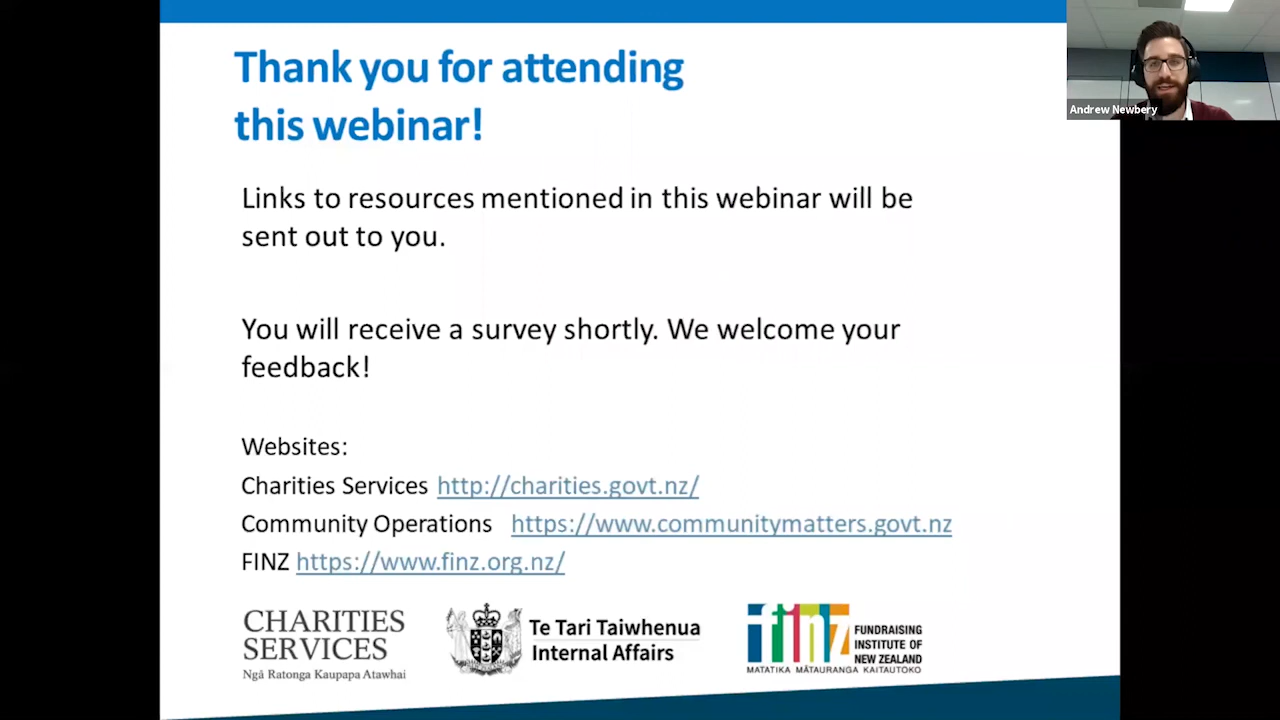 Thank you for attending
this webinar!
Andrew Newbery
Links to resources mentioned in this webinar will be
sent out to you.
You will receive a survey shortly. We welcome your
feedback!
Websites:
Charities Services http://charities.govt.nz/
Community Operations https://www.communitymatters.govt.nz
FINZ https://www.finz.org.nz/
CHARITIES
SERVICES
Ngā Ratonga Kaupapa Atawhai
Te Tari Taiwhenua
Internal Affairs
finz
FUNDRAISING
INSTITUTE OF
NEW ZEALAND
MATATIKA MĀTAURANGA KAITAUTOKO